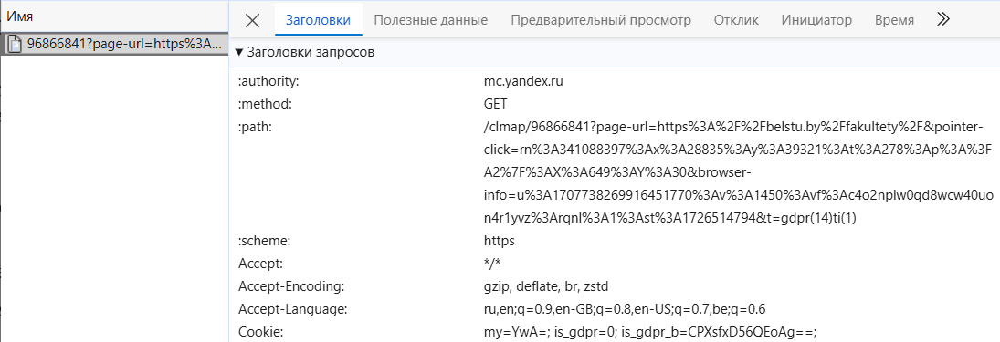 Имя
96866841?page-url=https%3A...
Заголовки Полезные данные Предварительный просмотр Отклик Инициатор Время
▼ Заголовки запросов
:authority: mc.yandex.ru
:method: GET
:path: /clmap/96866841?page-url=https%3A%2F%2Fbelstu.by%2Ffakultety%2F&pointer-
click=rn%3A341088397%3Ax%3A28835%3Ay%3A39321%3At%3A278%3Ap%3A%3F
A2%7F%3AX%3A649%3AY%3A30&browser-
info=u%3A1707738269916451770%3Av%3A1450%3Avf%3Ac4o2nplw0qd8wcw40uo
n4r1yvz%3Arqnl%3A1%3Ast%3A1726514794&t=gdpr(14)ti(1)
:scheme: https
Accept: */*
Accept-Encoding: gzip, deflate, br, zstd
Accept-Language: ru,en;q=0.9,en-GB;q=0.8,en-US;q=0.7,be;q=0.6
Cookie: my=YwA=; is_gdpr=0; is_gdpr_b=CPXsfxD56QEoAg==;